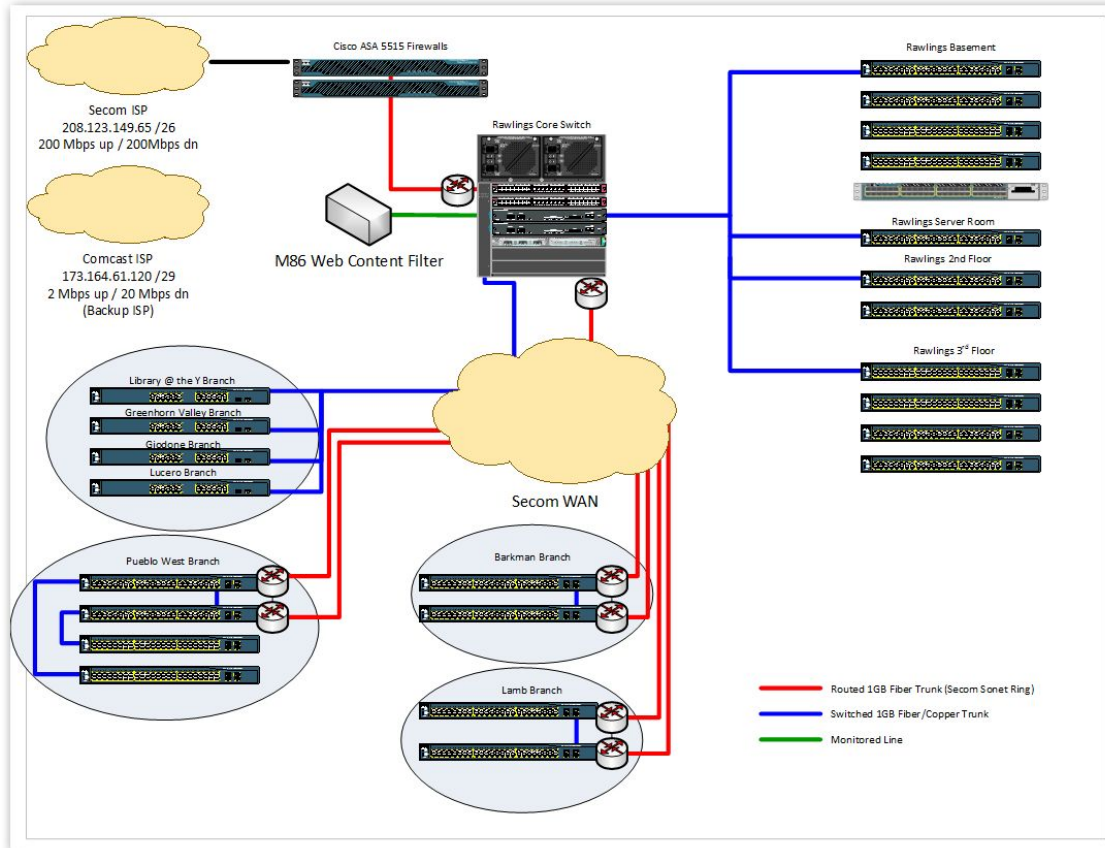 Cisco ASA 5515 Firewalls
Secom ISP
208.123.149.65 /26
200 Mbps up / 200Mbps dn
Comcast ISP
173.164.61.120 /29
2 Mbps up / 20 Mbps dn
(Backup ISP)
Rawlings Core Switch
M86 Web Content Filter
Rawlings Basement
Rawlings Server Room
Rawlings 2nd Floor
Rawlings 3rd Floor
Secom WAN
Library @ the Y Branch
Greenhorn Valley Branch
Giodone Branch
Lucero Branch
Pueblo West Branch
Barkman Branch
Lamb Branch
Routed 1GB Fiber Trunk (Secom Sonet Ring)
Switched 1GB Fiber/Copper Trunk
Monitored Line